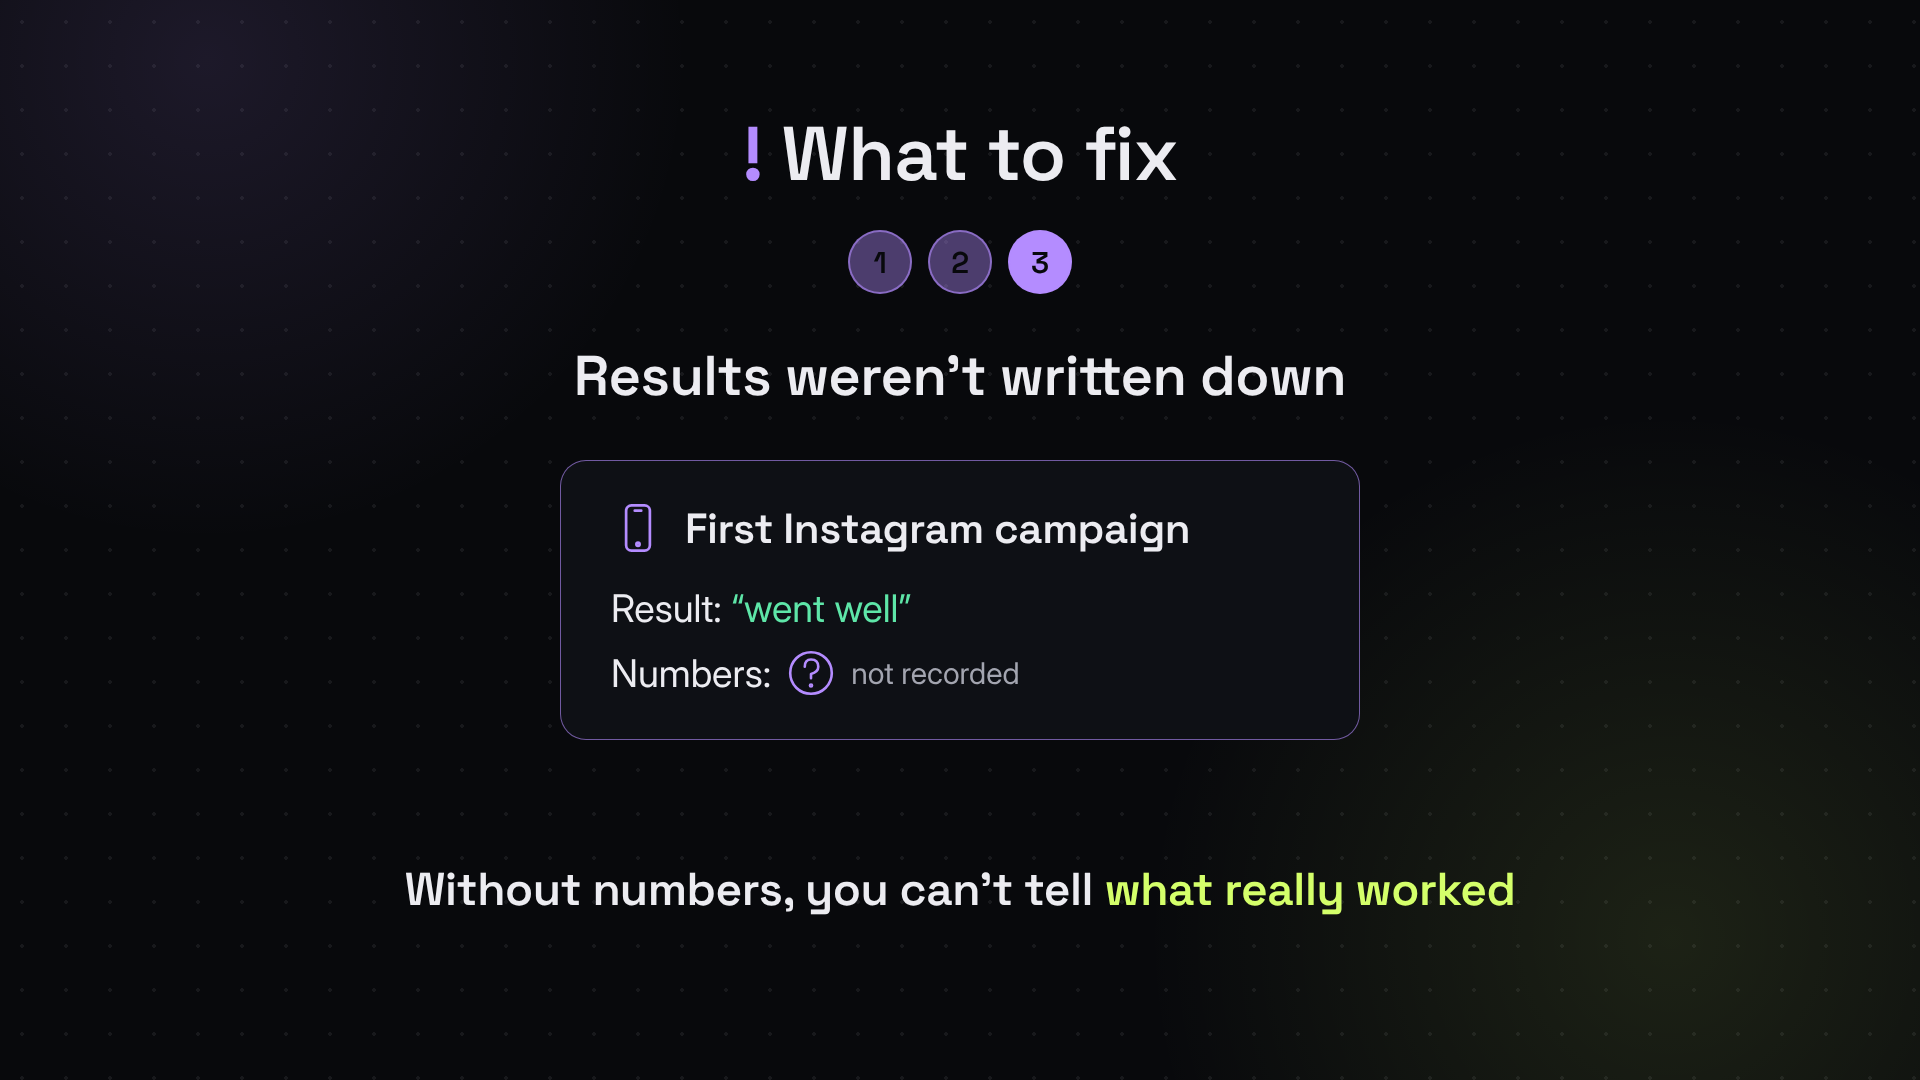 ! What to fix
1 2 3
Results weren’t written down
First Instagram campaign
Result: “went well”
Numbers: ? not recorded
Without numbers, you can’t tell what really worked